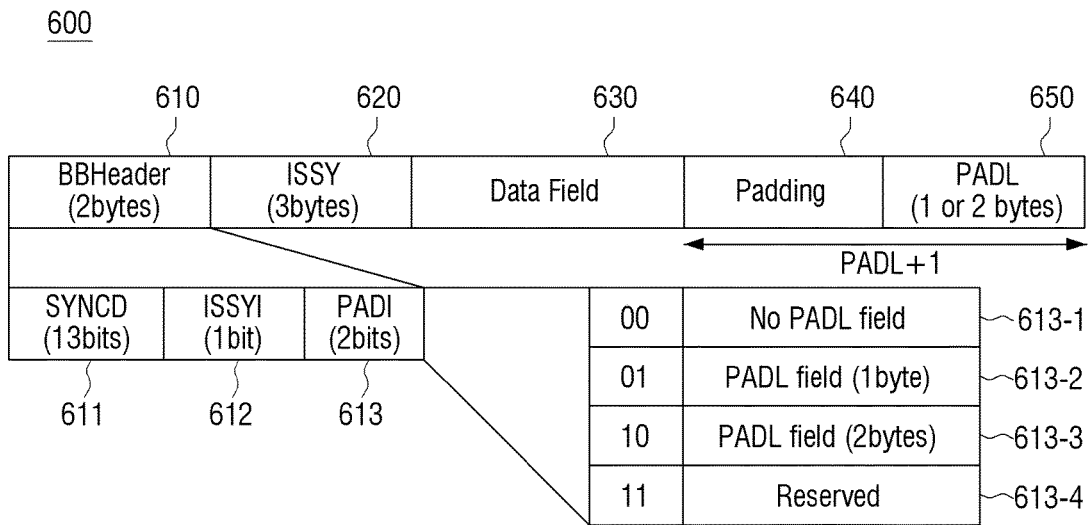 600
610 620 630 640 650
BBHeader
(2bytes)
ISSY
(3bytes)
Data Field
Padding
PADL
(1 or 2 bytes)
PADL+1
SYNCD
(13bits)
ISSYI
(1bit)
PADI
(2bits)
611 612 613
00 No PADL field 613-1
01 PADL field (1byte) 613-2
10 PADL field (2bytes) 613-3
11 Reserved 613-4